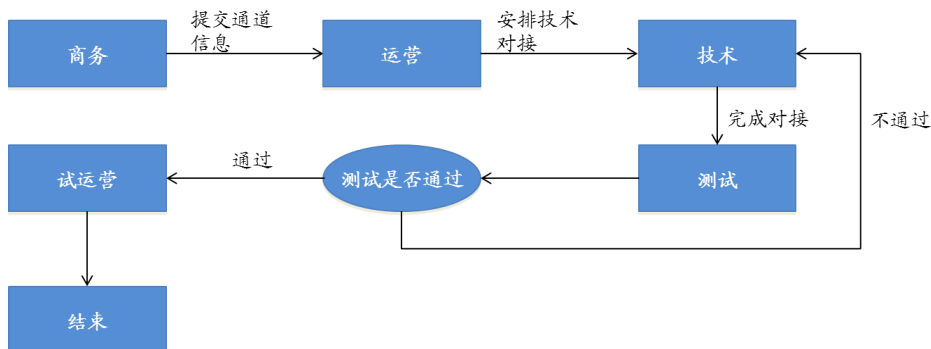 提交通道
信息
安排技术
对接
商务
运营
技术
完成对接
不通过
通过
试运营
测试是否通过
测试
结束